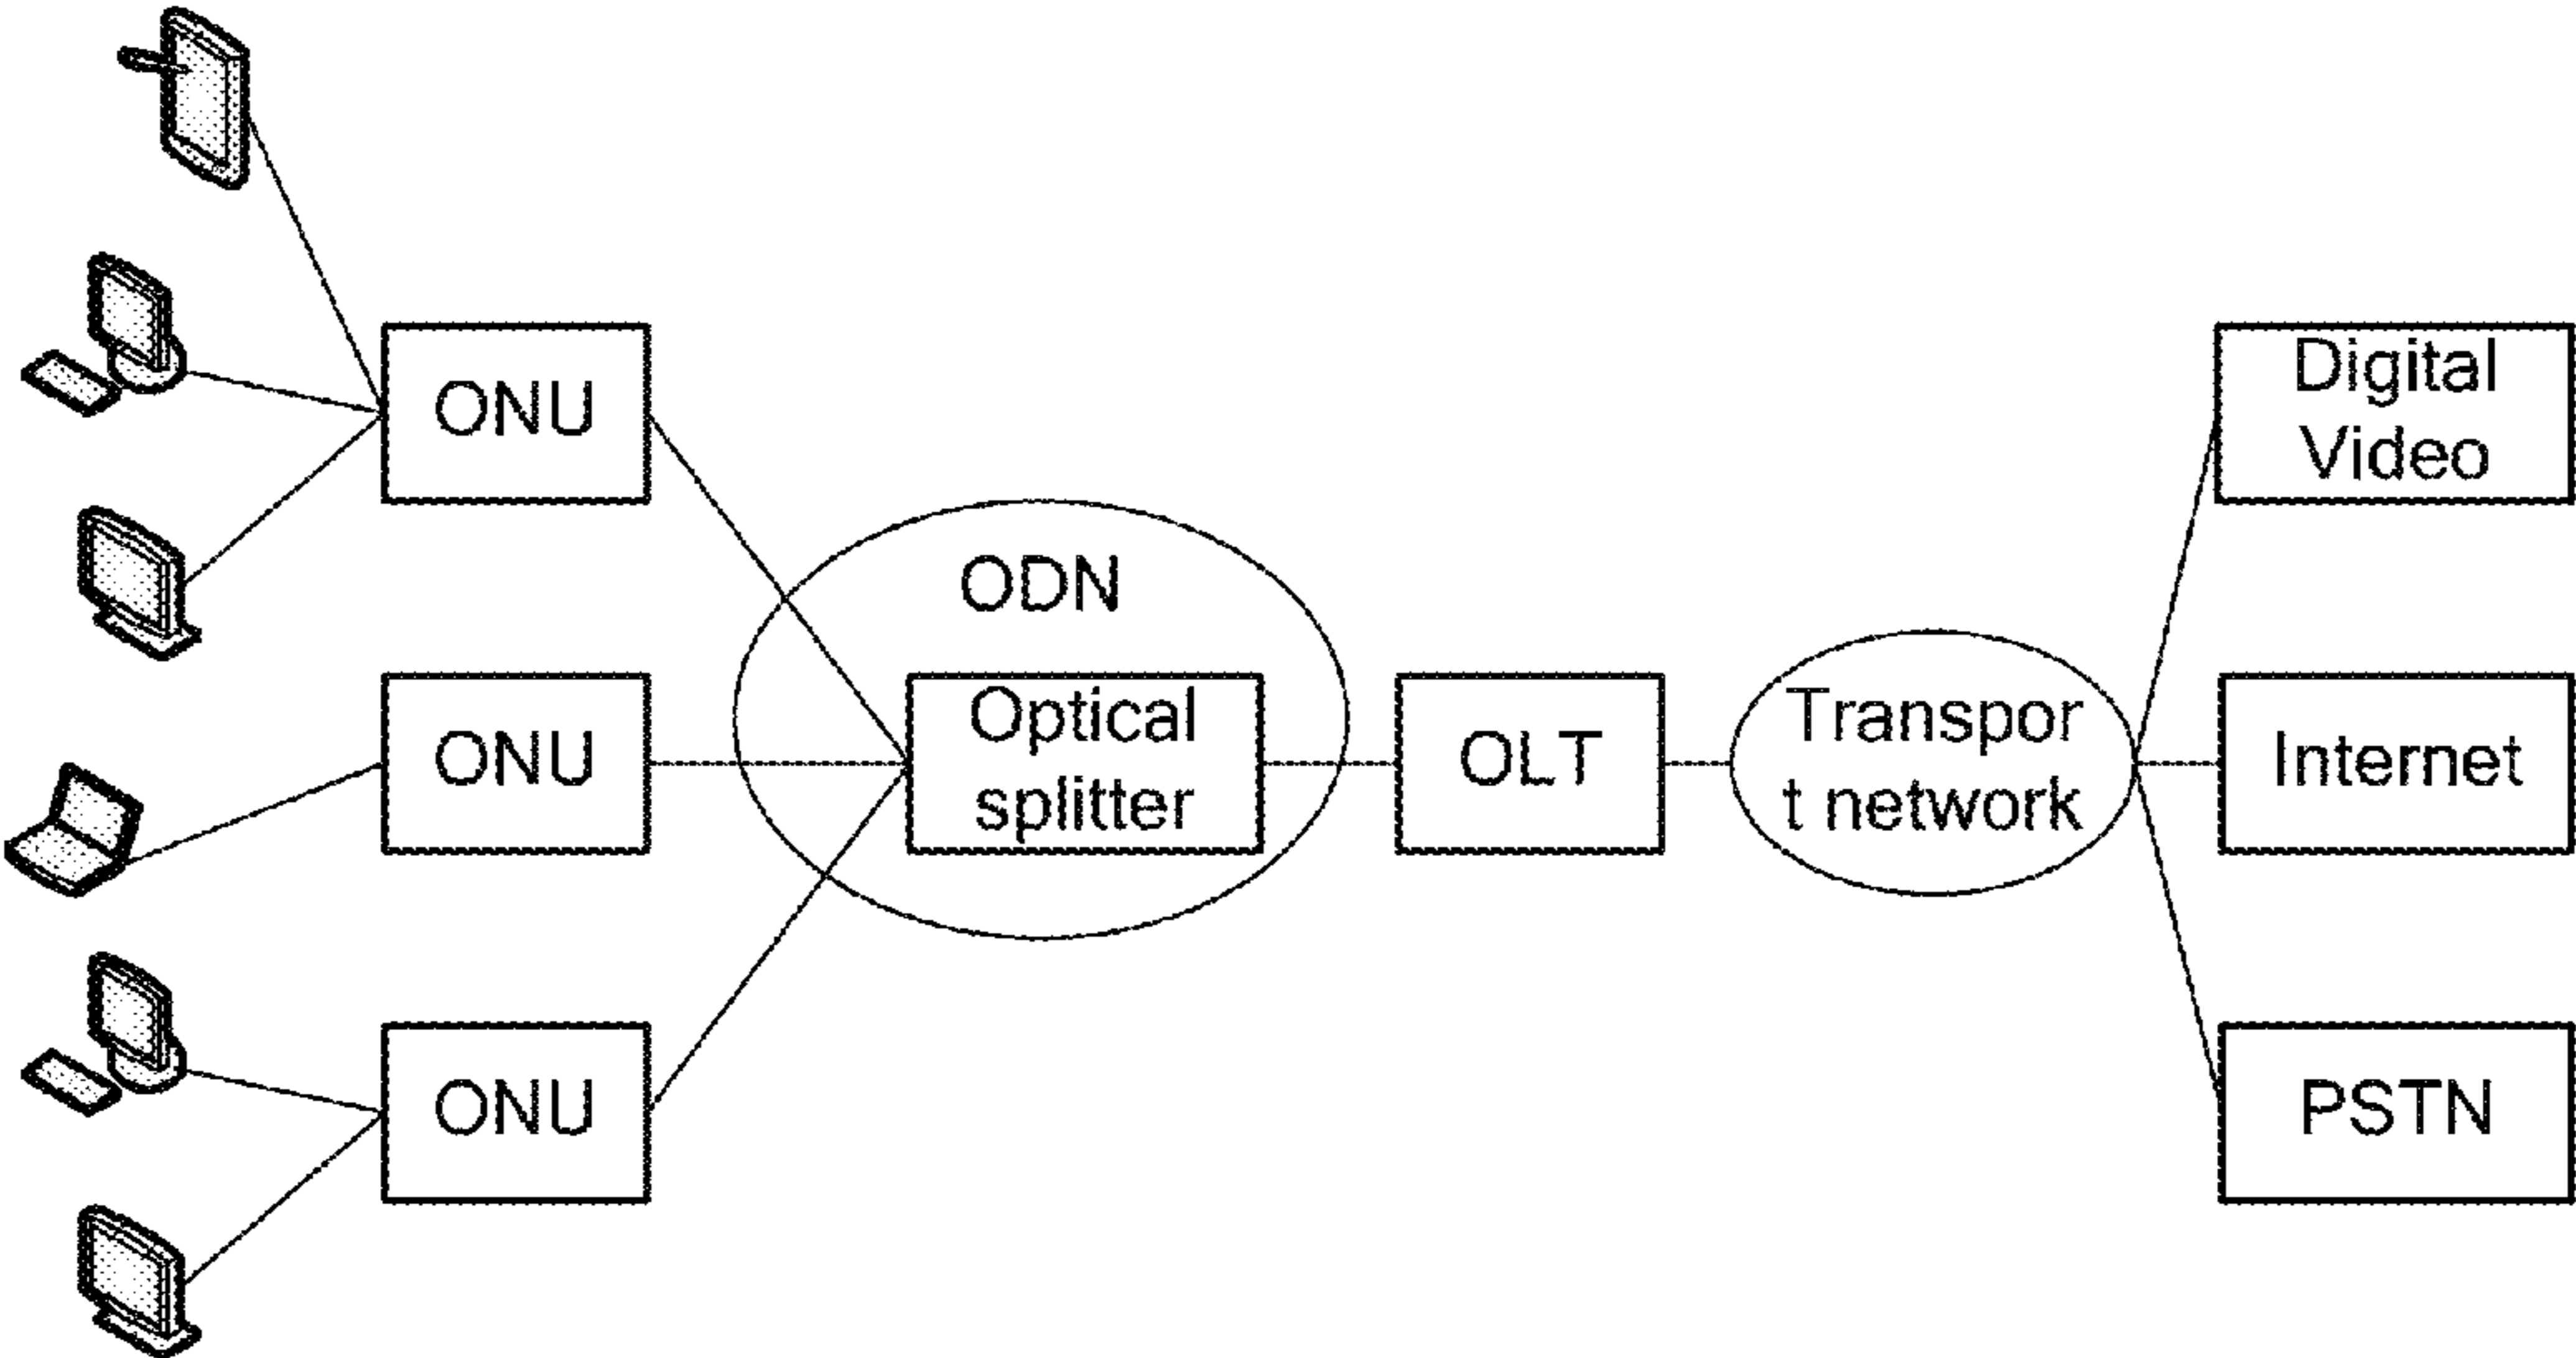 ONU
Digital
Video
ODN
ONU
Optical
splitter
OLT
Transpor
t network
Internet
ONU
PSTN